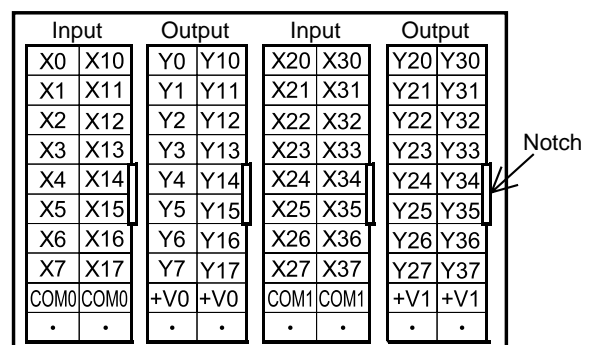 Input Output Input Output
X0 X10 Y0 Y10 X20 X30 Y20 Y30
X1 X11 Y1 Y11 X21 X31 Y21 Y31
X2 X12 Y2 Y12 X22 X32 Y22 Y32
X3 X13 Y3 Y13 X23 X33 Y23 Y33
Notch
X4 X14 Y4 Y14 X24 X34 Y24 Y34
X5 X15 Y5 Y15 X25 X35 Y25 Y35
X6 X16 Y6 Y16 X26 X36 Y26 Y36
X7 X17 Y7 Y17 X27 X37 Y27 Y37
COM0 COM0 +V0 +V0 COM1 COM1 +V1 +V1
· · · · · · · ·